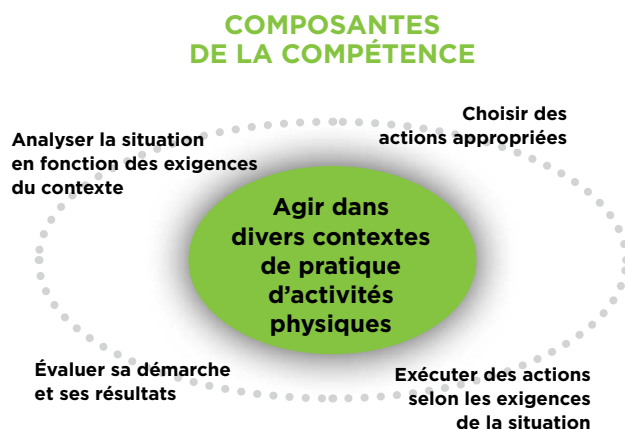 COMPOSANTES
DE LA COMPÉTENCE
Analyser la situation
en fonction des exigences
du contexte
Choisir des
actions appropriées
Agir dans
divers contextes
de pratique
d’activités
physiques
Évaluer sa démarche
et ses résultats
Exécuter des actions
selon les exigences
de la situation